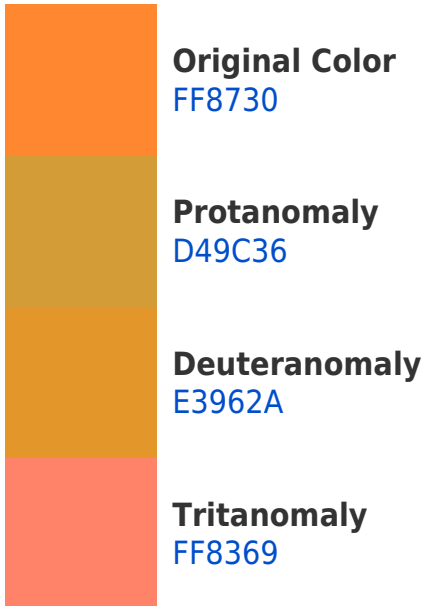 Original Color
FF8730
Protanomaly
D49C36
Deuteranomaly
E3962A
Tritanomaly
FF8369